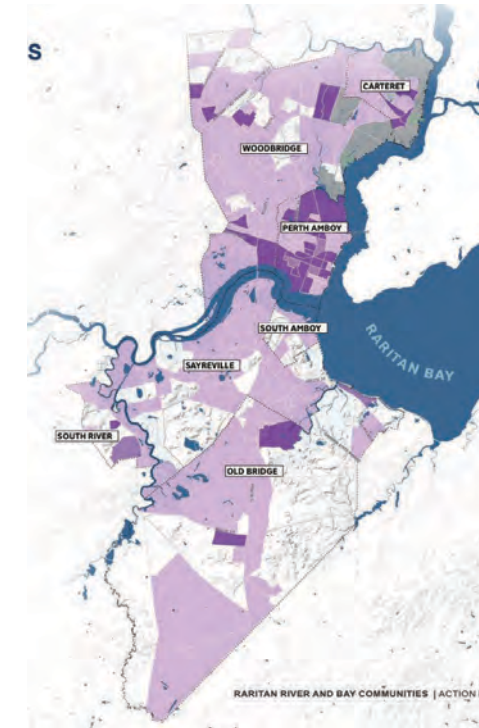 S
CARTERET
WOODBRIDGE
PERTH AMBOY
SOUTH AMBOY
RARITAN BAY
SAYREVILLE
SOUTH RIVER
OLD BRIDGE
RARITAN RIVER AND BAY COMMUNITIES | ACTION